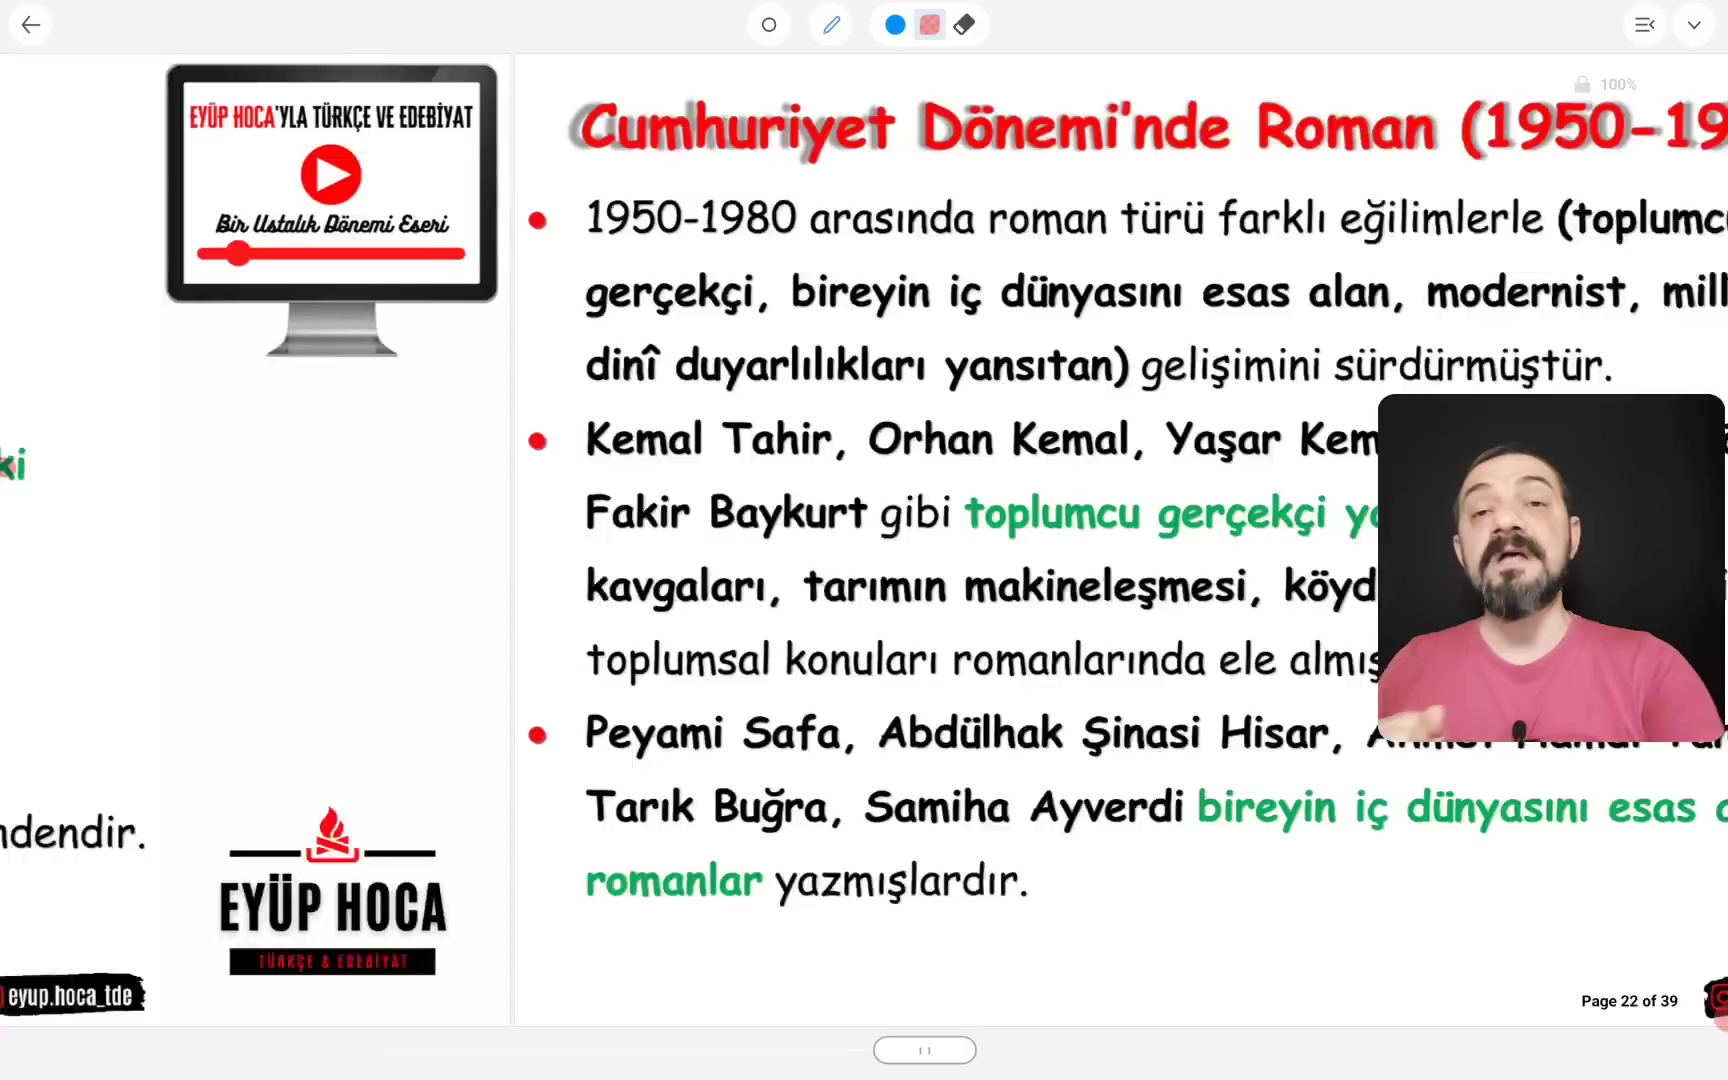 100%
EYÜP HOCA'YLA TÜRKÇE VE EDEBİYAT
Bir Ustalık Dönemi Eseri
Cumhuriyet Dönemi'nde Roman (1950-19
1950-1980 arasında roman türü farklı eğilimlerle (toplumcu
gerçekçi, bireyin iç dünyasını esas alan, modernist, mill
dinî duyarlılıkları yansıtan) gelişimini sürdürmüştür.
Kemal Tahir, Orhan Kemal, Yaşar Kem
ki
Fakir Baykurt gibi toplumcu gerçekçi
kavgaları, tarımın makineleşmesi, köyd
toplumsal konuları romanlarında ele almış
Peyami Safa, Abdülhak Şinasi Hisar,
Tarık Buğra, Samiha Ayverdi bireyin iç dünyasını esas
romanlar yazmışlardır.
ndendir.
EYÜP HOCA
TÜRKÇE & EDEBİYAT
eyup.hoca_tde
Page 22 of 39